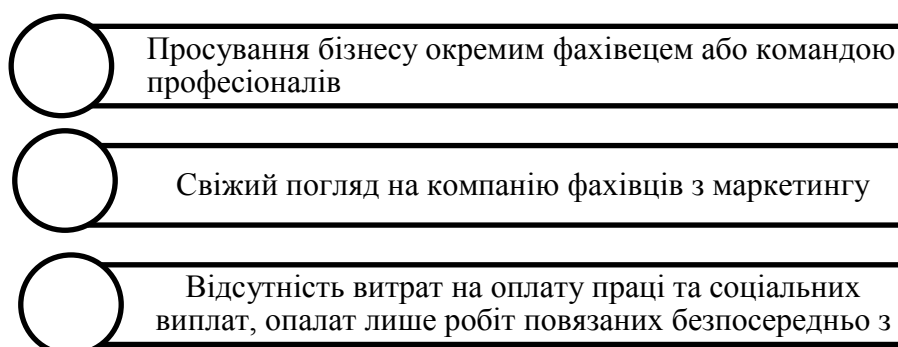 Просування бізнесу окремим фахівецем або командою
професіоналів
Свіжий погляд на компанію фахівців з маркетингу
Відсутність витрат на оплату праці та соціальних
виплат, опалат лише робіт повязаних безпосередньо з